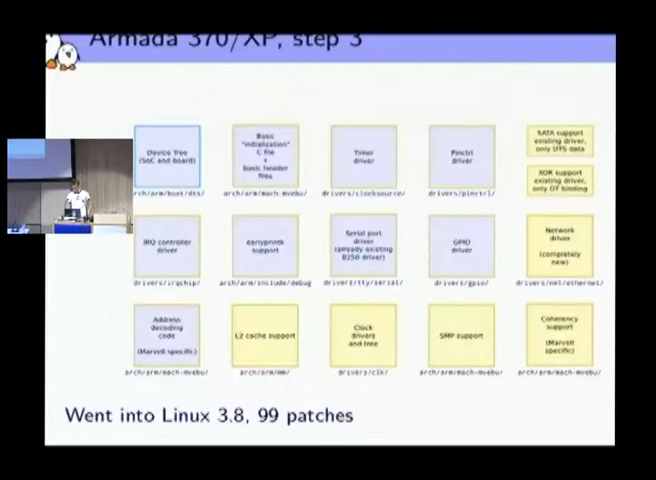 Armada 370/XP, step 3
Device Tree
(SoC and board)
rch/arm/boot/dts/
Basic
"initialization"
C file
+
basic header
files
arch/arm/mach-mvebu/
Timer
driver
drivers/clocksource/
Pinctrl
driver
drivers/pinctrl/
SATA support
existing driver,
only DTS data
XOR support
existing driver,
only DT binding
IRQ controller
driver
drivers/irqchip/
earlyprintk
support
arch/arm/include/debug
Serial port
driver
(already existing
8250 driver)
drivers/tty/serial/
GPIO
driver
drivers/gpio/
Network
driver
(completely
new)
drivers/net/ethernet/
Address
decoding
code
(Marvell specific)
arch/arm/mach-mvebu/
L2 cache support
arch/arm/mm/
Clock
drivers
and tree
drivers/clk/
SMP support
arch/arm/mach-mvebu/
Coherency
support
(Marvell
specific)
arch/arm/mach-mvebu/
Went into Linux 3.8, 99 patches